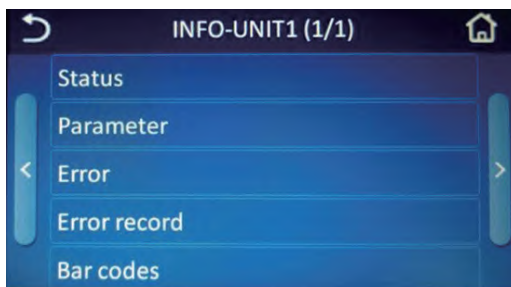 INFO-UNIT1 (1/1)
Status
Parameter
Error
Error record
Bar codes